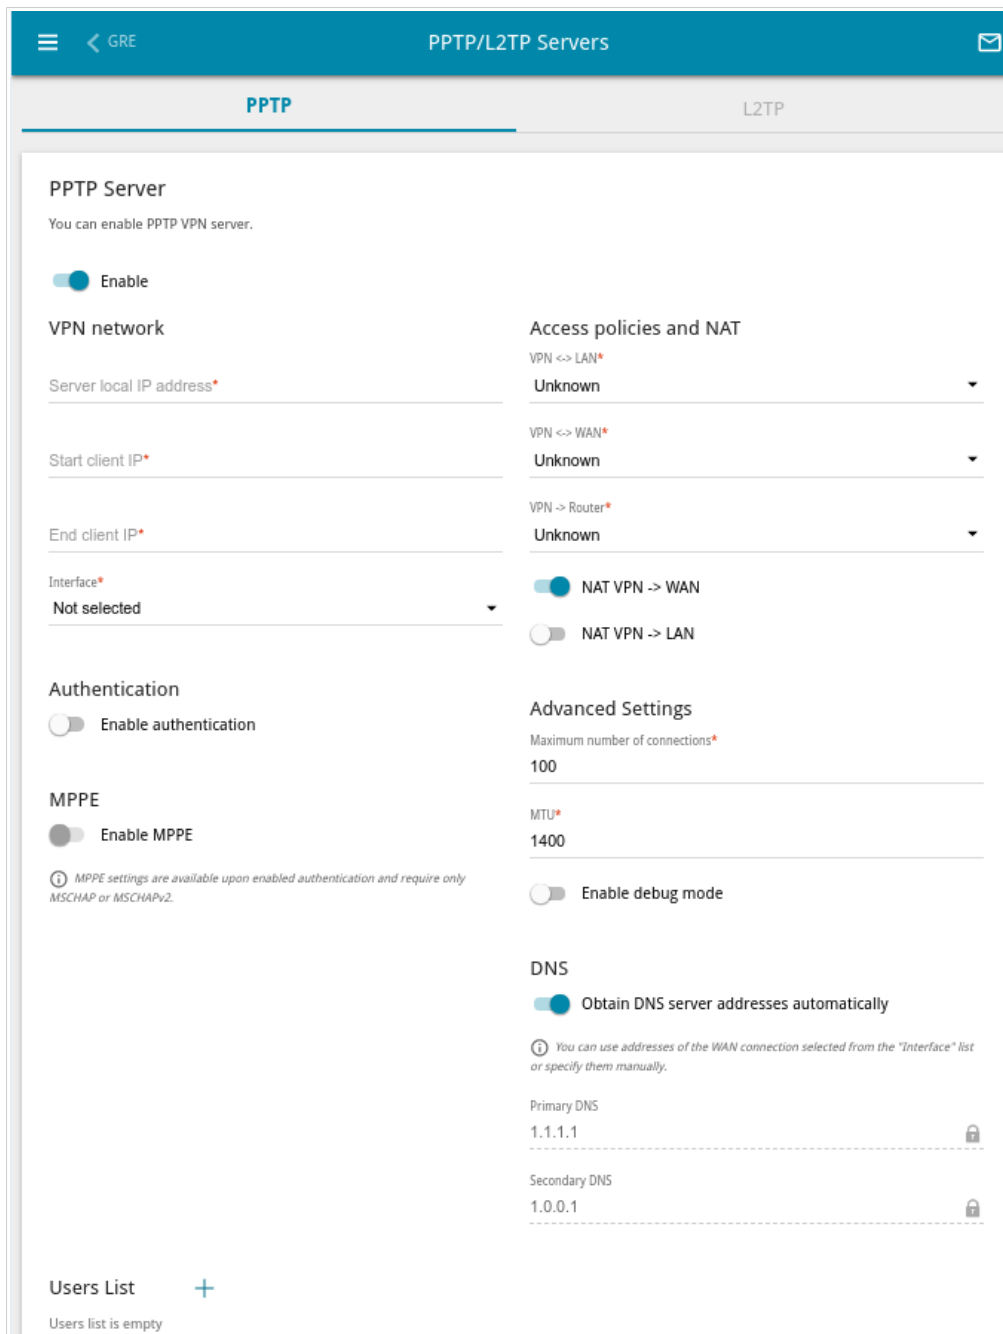 GRE
PPTP/L2TP Servers
PPTP
L2TP
PPTP Server
You can enable PPTP VPN server.
Enable
VPN network
Server local IP address*
Start client IP*
End client IP*
Interface*
Not selected
Authentication
Enable authentication
MPPE
Enable MPPE
MPPE settings are available upon enabled authentication and require only
MSCHAP or MSCHAPv2.
Access policies and NAT
VPN <-> LAN*
Unknown
VPN <-> WAN*
Unknown
VPN -> Router*
Unknown
NAT VPN -> WAN
NAT VPN -> LAN
Advanced Settings
Maximum number of connections*
100
MTU*
1400
Enable debug mode
DNS
Obtain DNS server addresses automatically
You can use addresses of the WAN connection selected from the "Interface" list
or specify them manually.
Primary DNS
1.1.1.1
Secondary DNS
1.0.0.1
Users List
Users list is empty